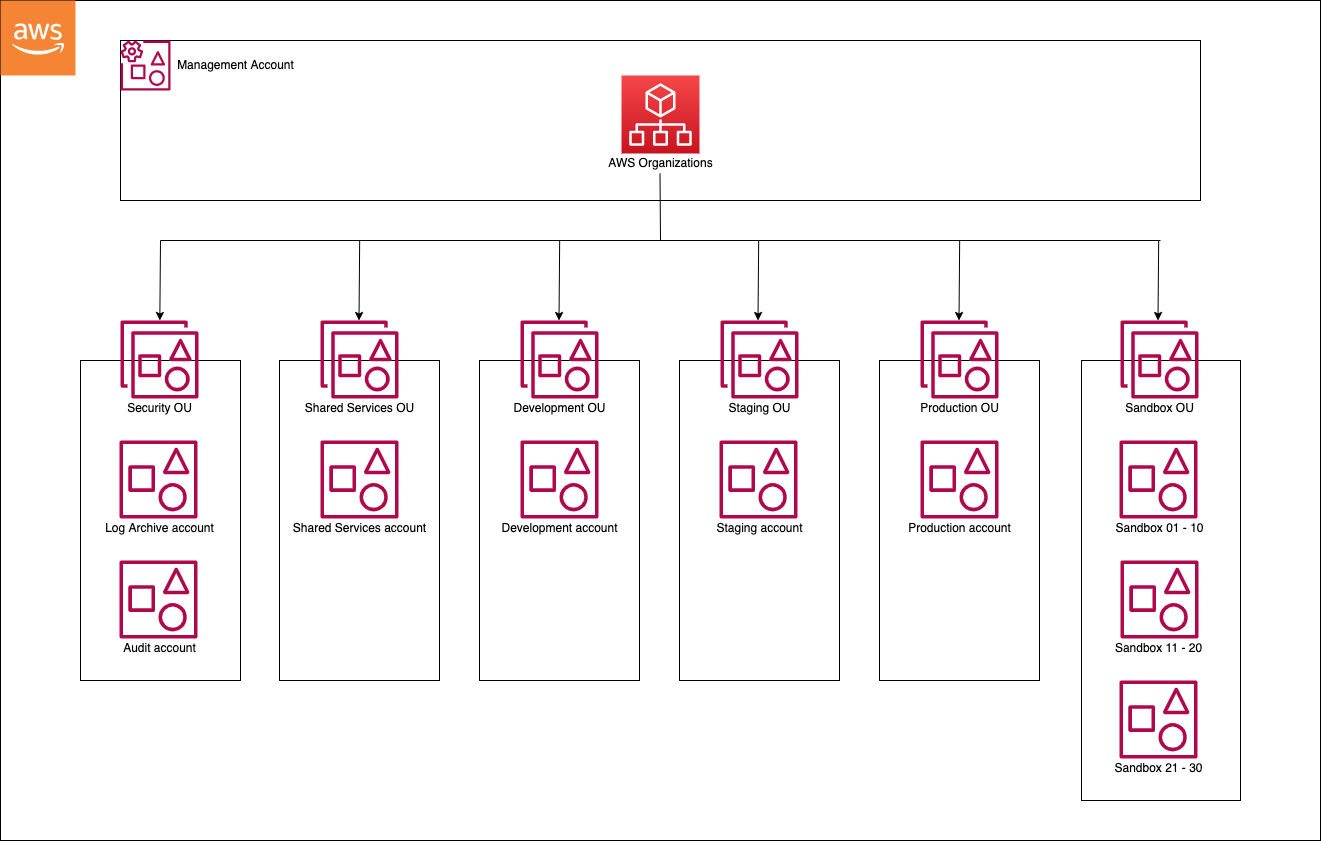 aws
Management Account
AWS Organizations
Security OU
Shared Services OU
Development OU
Staging OU
Production OU
Sandbox OU
Log Archive account
Shared Services account
Development account
Staging account
Production account
Sandbox 01 - 10
Audit account
Sandbox 11 - 20
Sandbox 21 - 30